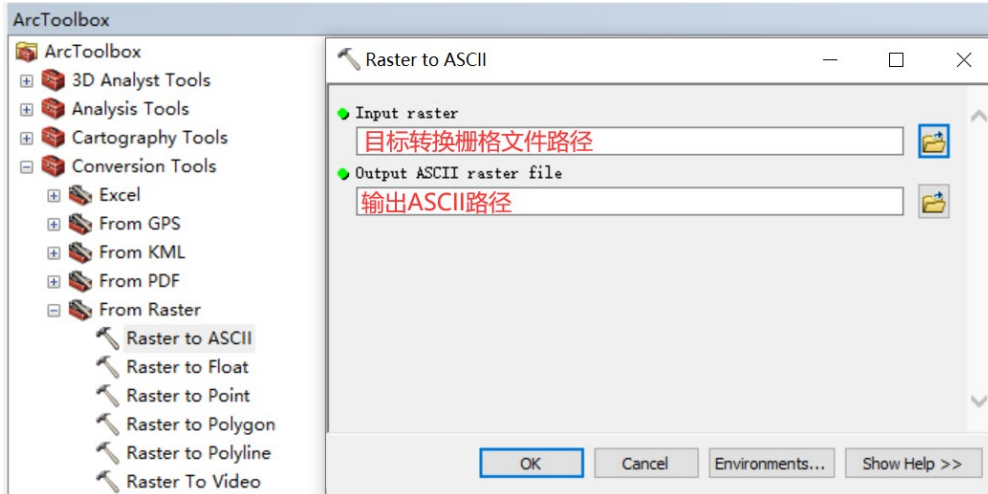 ArcToolbox
ArcToolbox
3D Analyst Tools
Analysis Tools
Cartography Tools
Conversion Tools
Excel
From GPS
From KML
From PDF
From Raster
Raster to ASCII
Raster to Float
Raster to Point
Raster to Polygon
Raster to Polyline
Raster To Video
Raster to ASCII
Input raster
目标转换栅格文件路径
Output ASCII raster file
输出ASCII路径
OK
Cancel
Environments...
Show Help >>